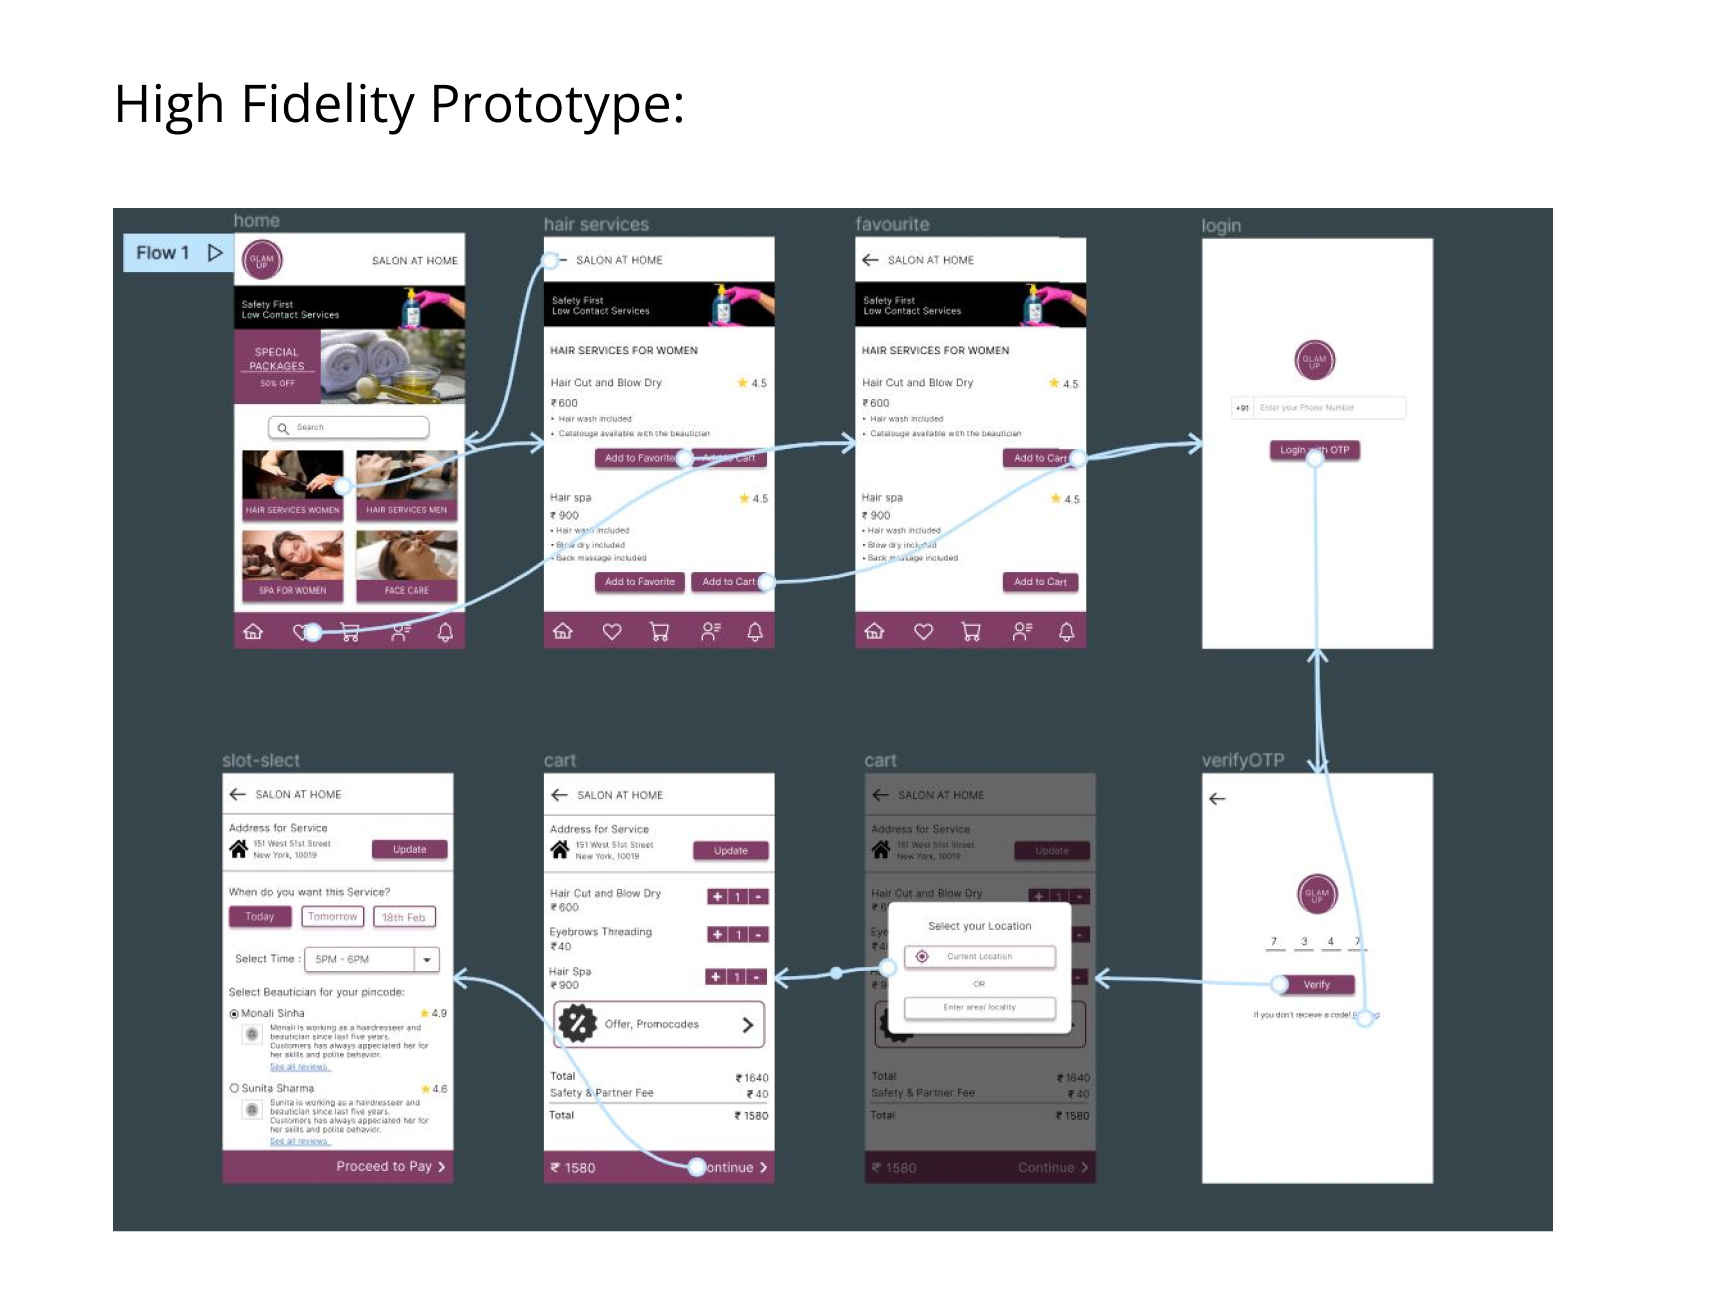 High Fidelity Prototype:
home
Flow 1
GLAM
UP
SALON AT HOME
Safety First
Low Contact Services
SPECIAL
PACKAGES
50% OFF
Search
HAIR SERVICES WOMEN
HAIR SERVICES MEN
SPA FOR WOMEN
FACE CARE
hair services
SALON AT HOME
Safety First
Low Contact Services
HAIR SERVICES FOR WOMEN
Hair Cut and Blow Dry
4.5
₹600
• Hair wash included
• Catalouge available with the beautician
Add to Favorite
Add to Cart
Hair spa
4.5
₹ 900
• Hair wash included
• Blow dry included
• Back massage included
Add to Favorite
Add to Cart
favourite
SALON AT HOME
Safety First
Low Contact Services
HAIR SERVICES FOR WOMEN
Hair Cut and Blow Dry
4.5
₹600
• Hair wash included
• Catalouge available with the beautician
Add to Cart
Hair spa
4.5
₹ 900
• Hair wash included
• Blow dry included
• Back massage included
Add to Cart
login
GLAM
UP
+91 Enter your Phone Number
Login with OTP
slot-slect
SALON AT HOME
Address for Service
151 West 51st Street
New York, 10019
Update
When do you want this Service?
Today
Tomorrow
18th Feb
Select Time :
5PM - 6PM
Select Beautician for your pincode:
Monali Sinha
4.9
Monali is working as a hairdresseer and
beautician since last five years.
Customers has always appeciated her for
her skills and polite behavior.
See all reviews
Sunita Sharma
4.6
Sunita is working as a hairdresseer and
beautician since last five years.
Customers has always appeciated her for
her skills and polite behavior.
See all reviews
Proceed to Pay
cart
SALON AT HOME
Address for Service
151 West 51st Street
New York, 10019
Update
Hair Cut and Blow Dry
₹600
+ 1 -
Eyebrows Threading
₹40
+ 1 -
Hair Spa
₹900
+ 1 -
%
Offer, Promocodes
Total
₹1640
Safety & Partner Fee
₹40
Total
₹ 1580
₹ 1580
ontinue
cart
SALON AT HOME
Address for Service
151 West 51st Street
New York, 10019
Update
Hair Cut and Blow Dry
+ 1 -
Select your Location
Current Location
OR
Enter area/ locality
Total
₹1640
Safety & Partner Fee
₹40
Total
₹ 1580
₹ 1580
Continue
verifyOTP
GLAM
UP
7 3 4 7
Verify
If you don't recieve a code!